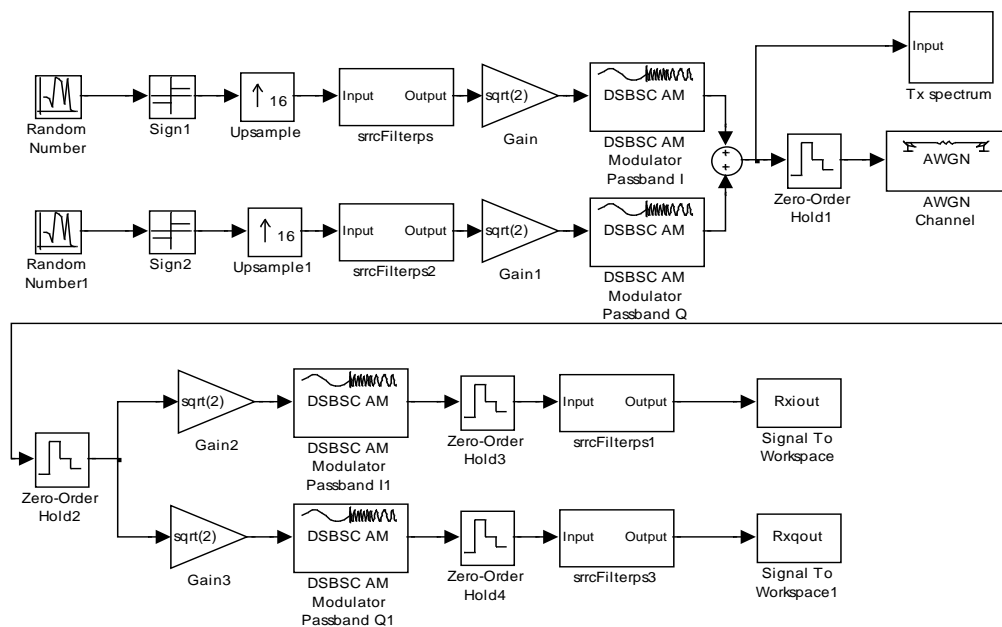 Random
Number
Sign1
16
Upsample
Input Output
srrcFilterps
sqrt(2)
Gain
DSBSC AM
DSBSC AM
Modulator
Passband I
+
+
Zero-Order
Hold1
Input
Tx spectrum
AWGN
AWGN
Channel
Random
Number1
Sign2
16
Upsample1
Input Output
srrcFilterps2
sqrt(2)
Gain1
DSBSC AM
DSBSC AM
Modulator
Passband Q
Zero-Order
Hold2
sqrt(2)
Gain2
DSBSC AM
DSBSC AM
Modulator
Passband I1
Zero-Order
Hold3
Input Output
srrcFilterps1
Rxiout
Signal To
Workspace
sqrt(2)
Gain3
DSBSC AM
DSBSC AM
Modulator
Passband Q1
Zero-Order
Hold4
Input Output
srrcFilterps3
Rxqout
Signal To
Workspace1